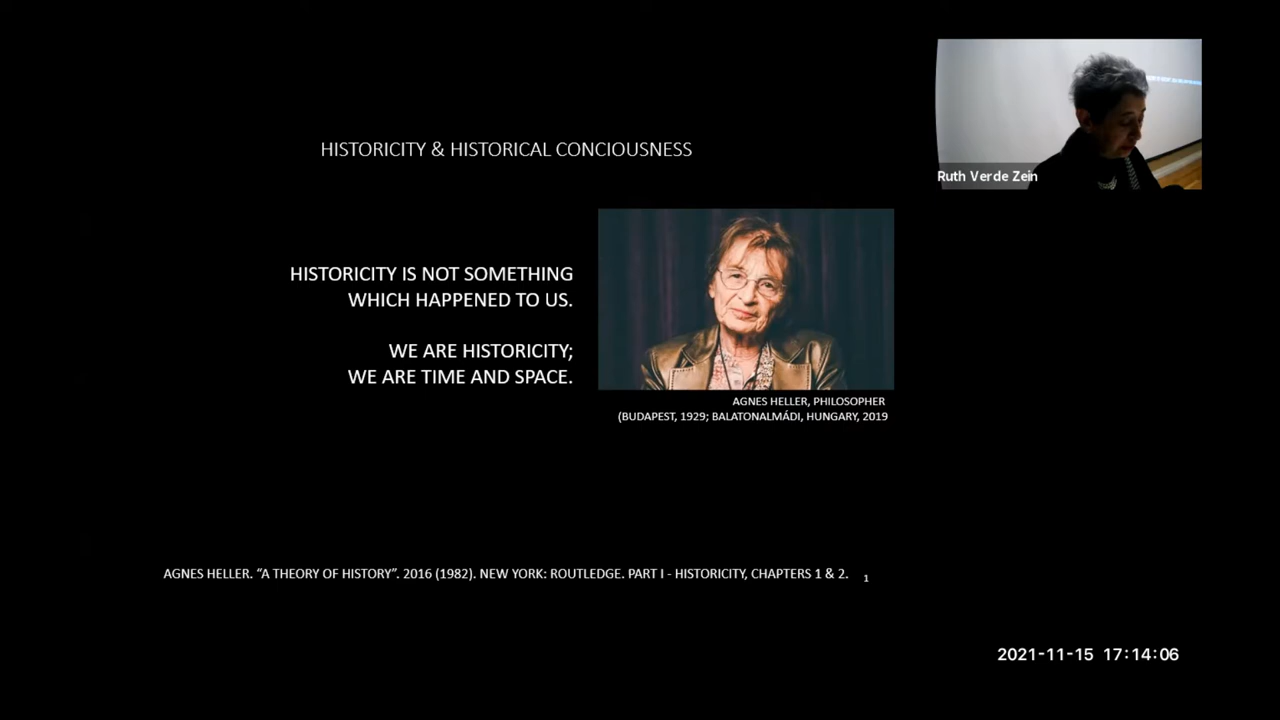 HISTORICITY & HISTORICAL CONCIOUSNESS
Ruth Verde Zein
HISTORICITY IS NOT SOMETHING
WHICH HAPPENED TO US.
WE ARE HISTORICITY;
WE ARE TIME AND SPACE.
AGNES HELLER, PHILOSOPHER
(BUDAPEST, 1929; BALATONALMÁDI, HUNGARY, 2019
AGNES HELLER. “A THEORY OF HISTORY”. 2016 (1982). NEW YORK: ROUTLEDGE. PART I - HISTORICITY, CHAPTERS 1 & 2.
1
2021-11-15 17:14:06